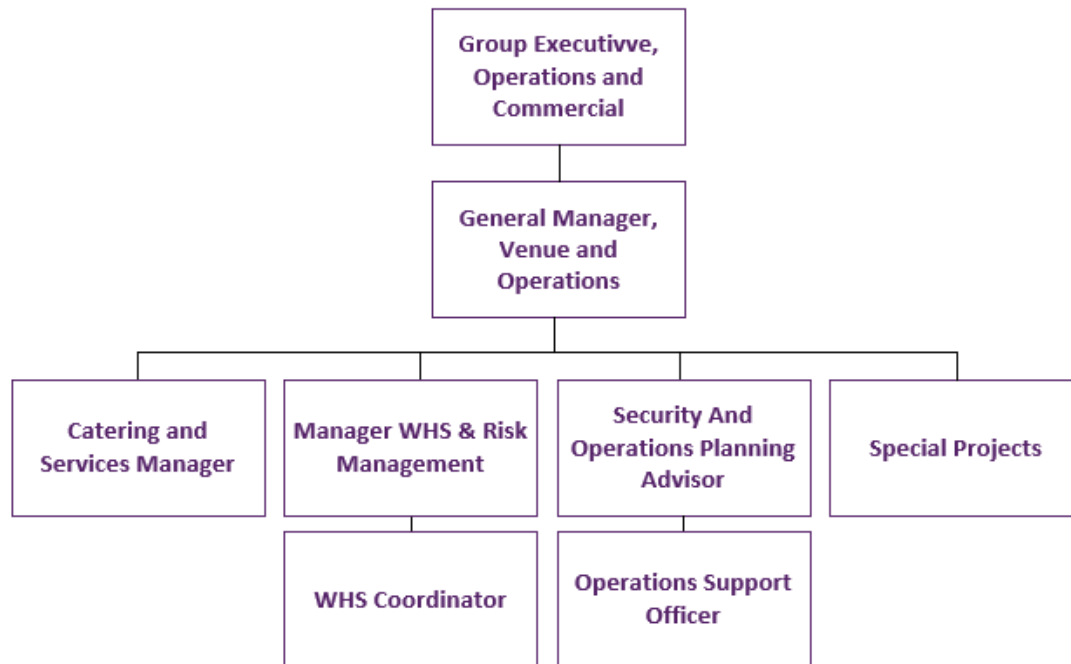 Group Executivve,
Operations and
Commercial
General Manager,
Venue and
Operations
Catering and
Services Manager
Manager WHS & Risk
Management
Security And
Operations Planning
Advisor
Special Projects
WHS Coordinator
Operations Support
Officer